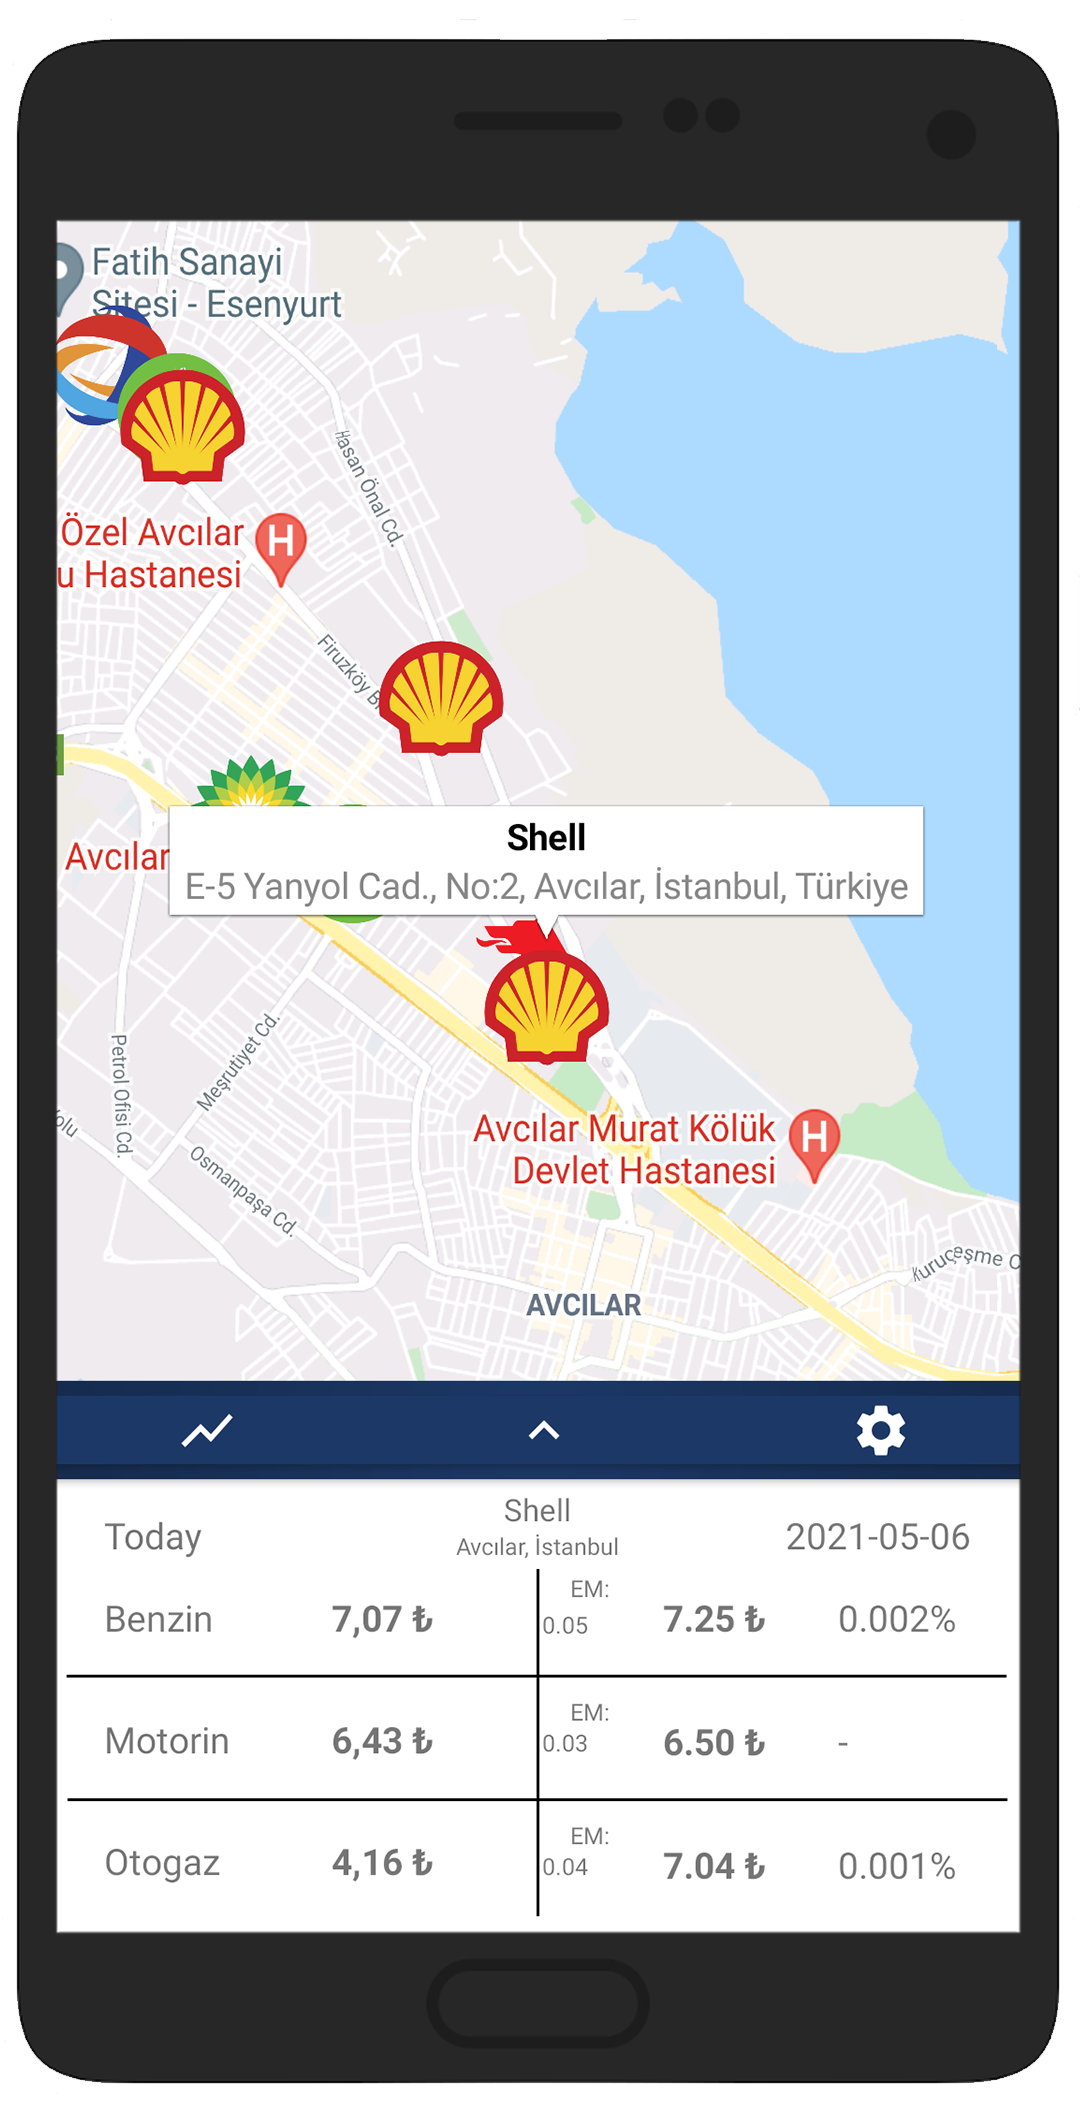 Fatih Sanayi
Sitesi - Esenyurt
Hasan Önal Cd.
Özel Avcılar
u Hastanesi
H
Firuzköy B
Avcılar
Shell
E-5 Yanyol Cad., No:2, Avcılar, İstanbul, Türkiye
Petrol Ofisi Cd.
Meşrutiyet Cd.
olu
Osmanpaşa Cd.
Avcılar Murat Kölük
Devlet Hastanesi
H
Kuruçeşme C
AVCILAR
Today
Shell
Avcılar, İstanbul
2021-05-06
Benzin 7,07 ₺ EM: 0.05 7.25 ₺ 0.002%
Motorin 6,43 ₺ EM: 0.03 6.50 ₺ -
Otogaz 4,16 ₺ EM: 0.04 7.04 ₺ 0.001%